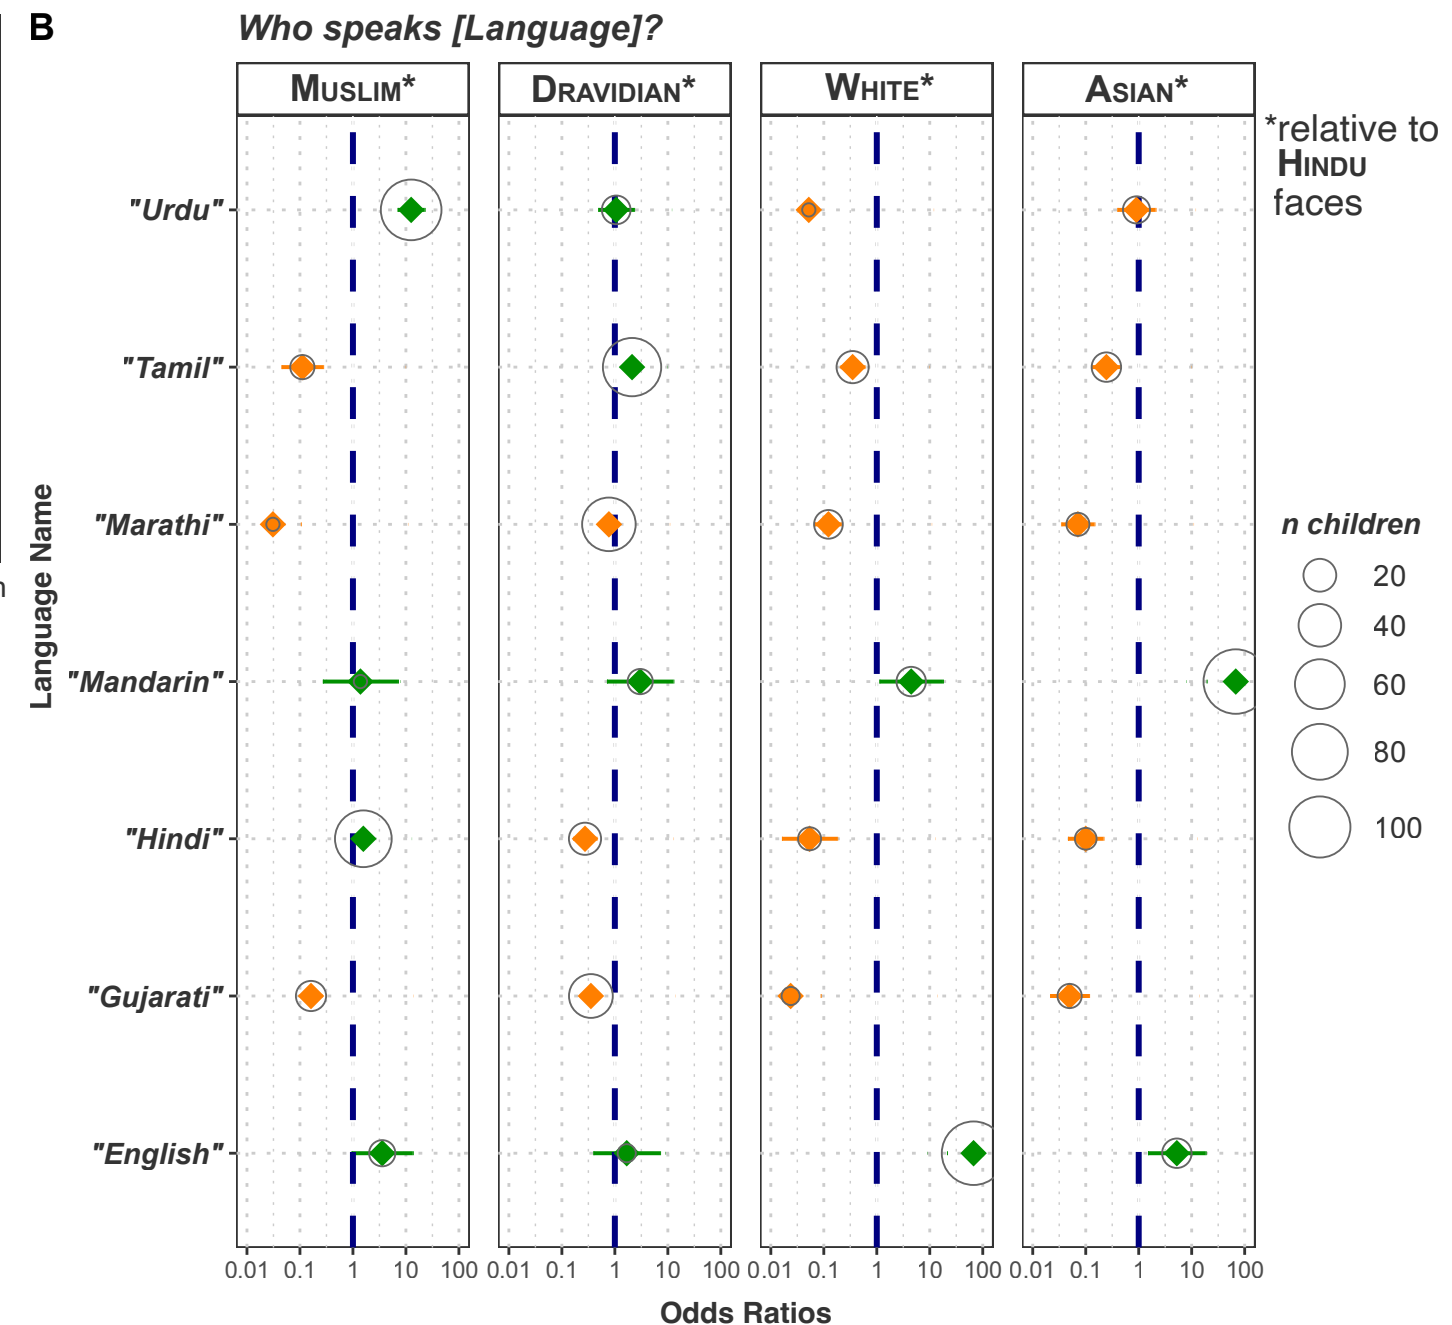 B
Who speaks [Language]?
MUSLIM*
DRAVIDIAN*
WHITE*
ASIAN*
*relative to
HINDU
faces
Language Name
"Urdu"
"Tamil"
"Marathi"
"Mandarin"
"Hindi"
"Gujarati"
"English"
0.01 0.1 1 10 100
0.01 0.1 1 10 100
0.01 0.1 1 10 100
0.01 0.1 1 10 100
Odds Ratios
n children
20
40
60
80
100